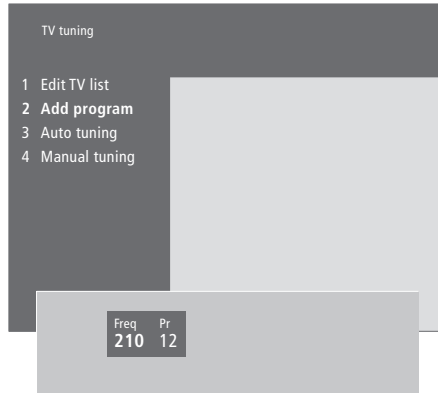 TV tuning
1 Edit TV list
2 Add program
3 Auto tuning
4 Manual tuning
Freq Pr
210 12